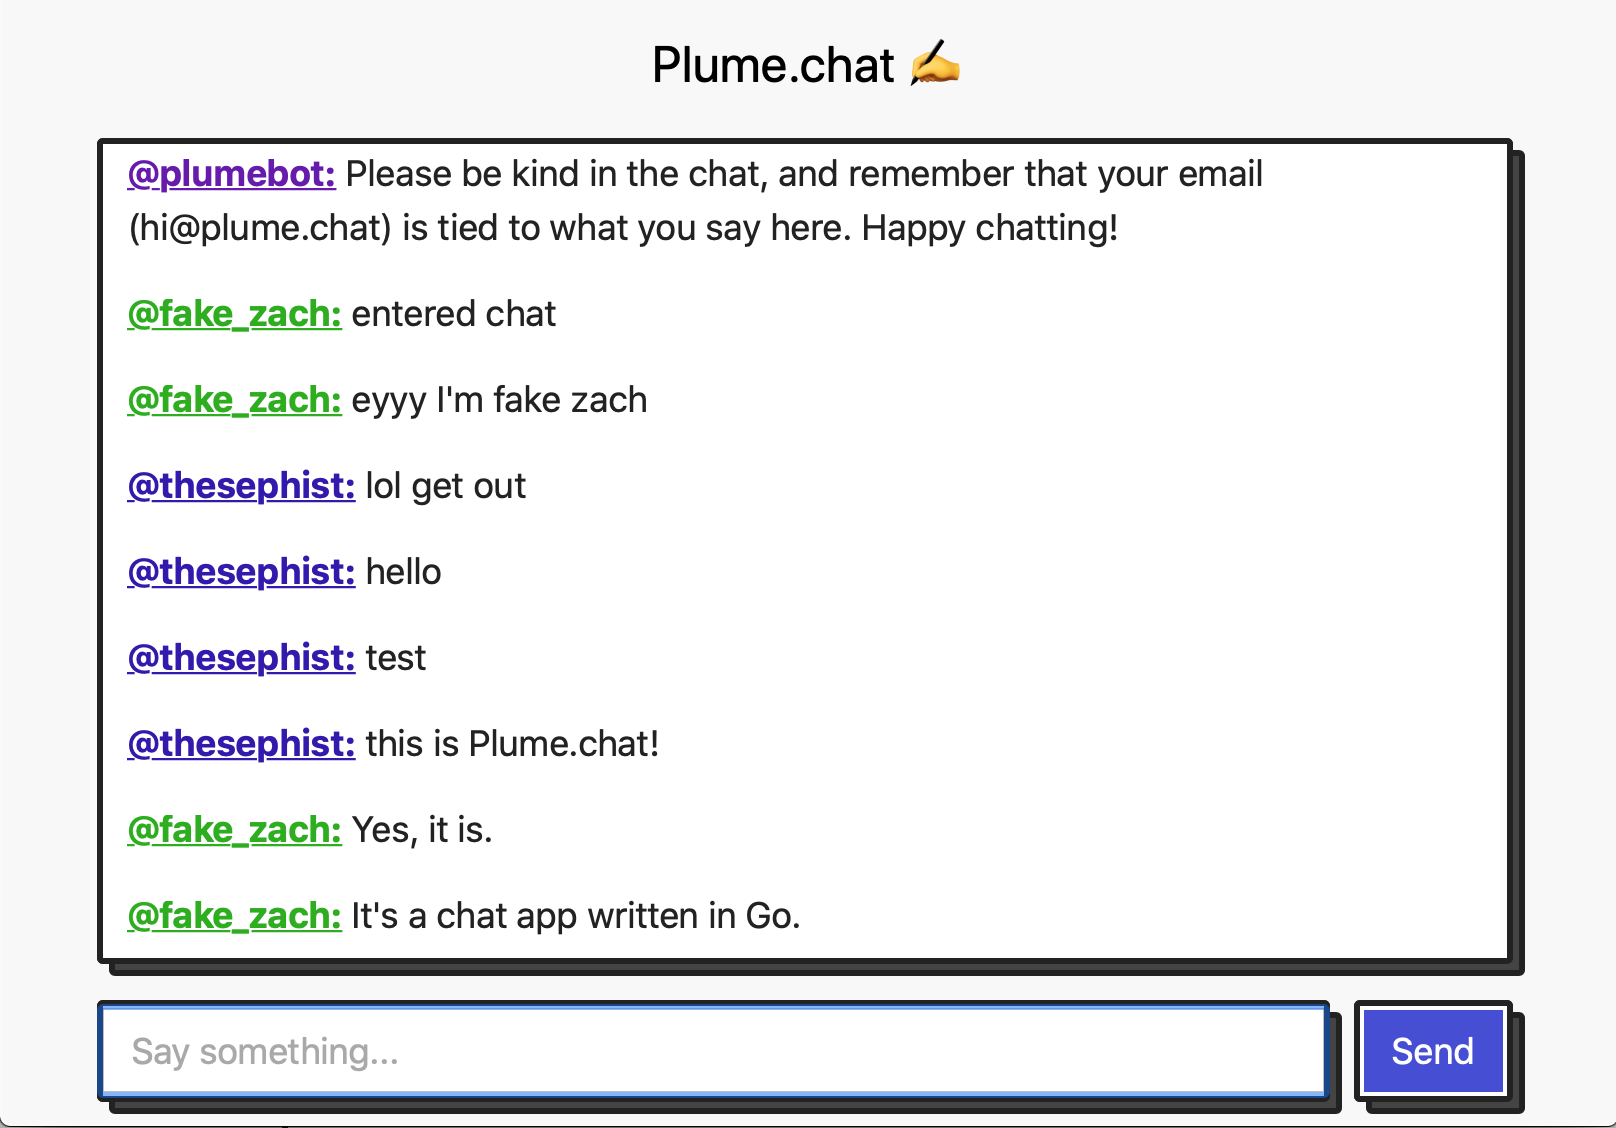 Plume.chat ✍️
@plumebot: Please be kind in the chat, and remember that your email
(hi@plume.chat) is tied to what you say here. Happy chatting!
@fake_zach: entered chat
@fake_zach: eyyy I'm fake zach
@thesephist: lol get out
@thesephist: hello
@thesephist: test
@thesephist: this is Plume.chat!
@fake_zach: Yes, it is.
@fake_zach: It's a chat app written in Go.
Say something...
Send